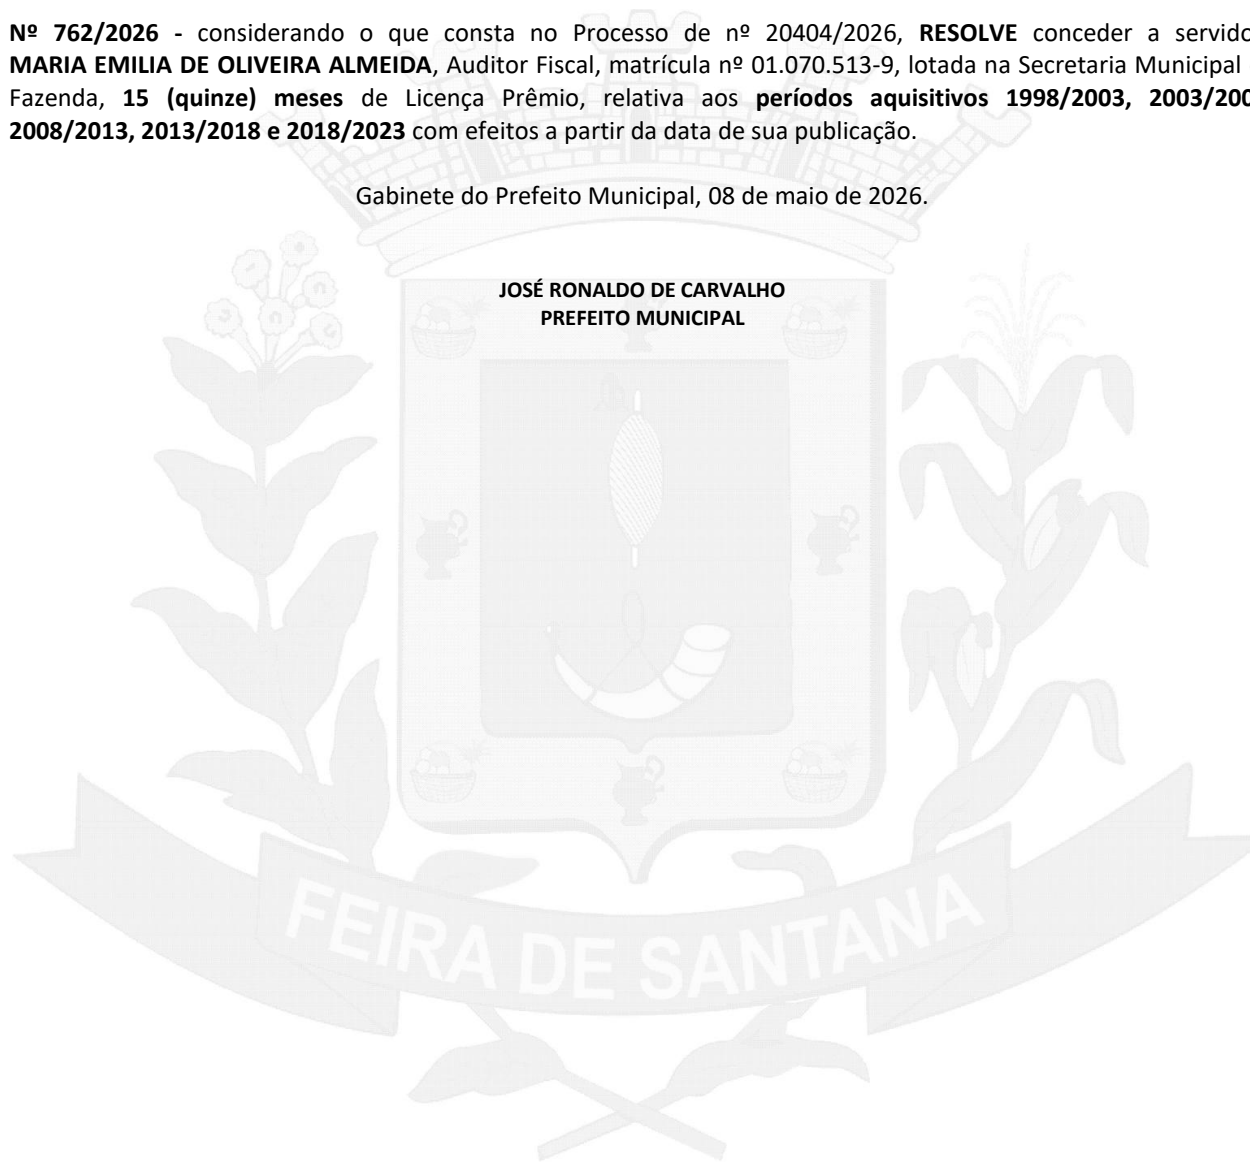 Nº 762/2026 - considerando o que consta no Processo de nº 20404/2026, RESOLVE conceder a servido
MARIA EMILIA DE OLIVEIRA ALMEIDA, Auditor Fiscal, matrícula nº 01.070.513-9, lotada na Secretaria Municipal
Fazenda, 15 (quinze) meses de Licença Prêmio, relativa aos períodos aquisitivos 1998/2003, 2003/200
2008/2013, 2013/2018 e 2018/2023 com efeitos a partir da data de sua publicação.
Gabinete do Prefeito Municipal, 08 de maio de 2026.
JOSÉ RONALDO DE CARVALHO
PREFEITO MUNICIPAL
FEIRA DE SANTANA